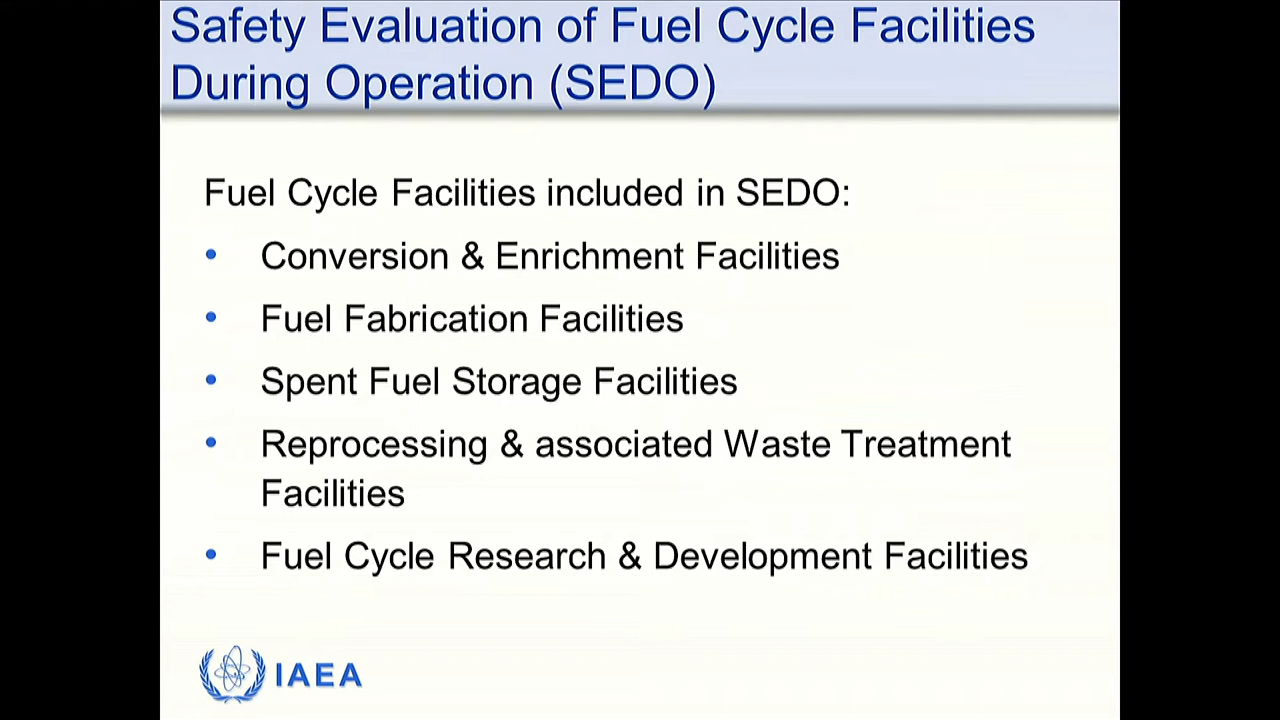 Safety Evaluation of Fuel Cycle Facilities
During Operation (SEDO)
Fuel Cycle Facilities included in SEDO:
• Conversion & Enrichment Facilities
• Fuel Fabrication Facilities
• Spent Fuel Storage Facilities
• Reprocessing & associated Waste Treatment
Facilities
• Fuel Cycle Research & Development Facilities
IAEA